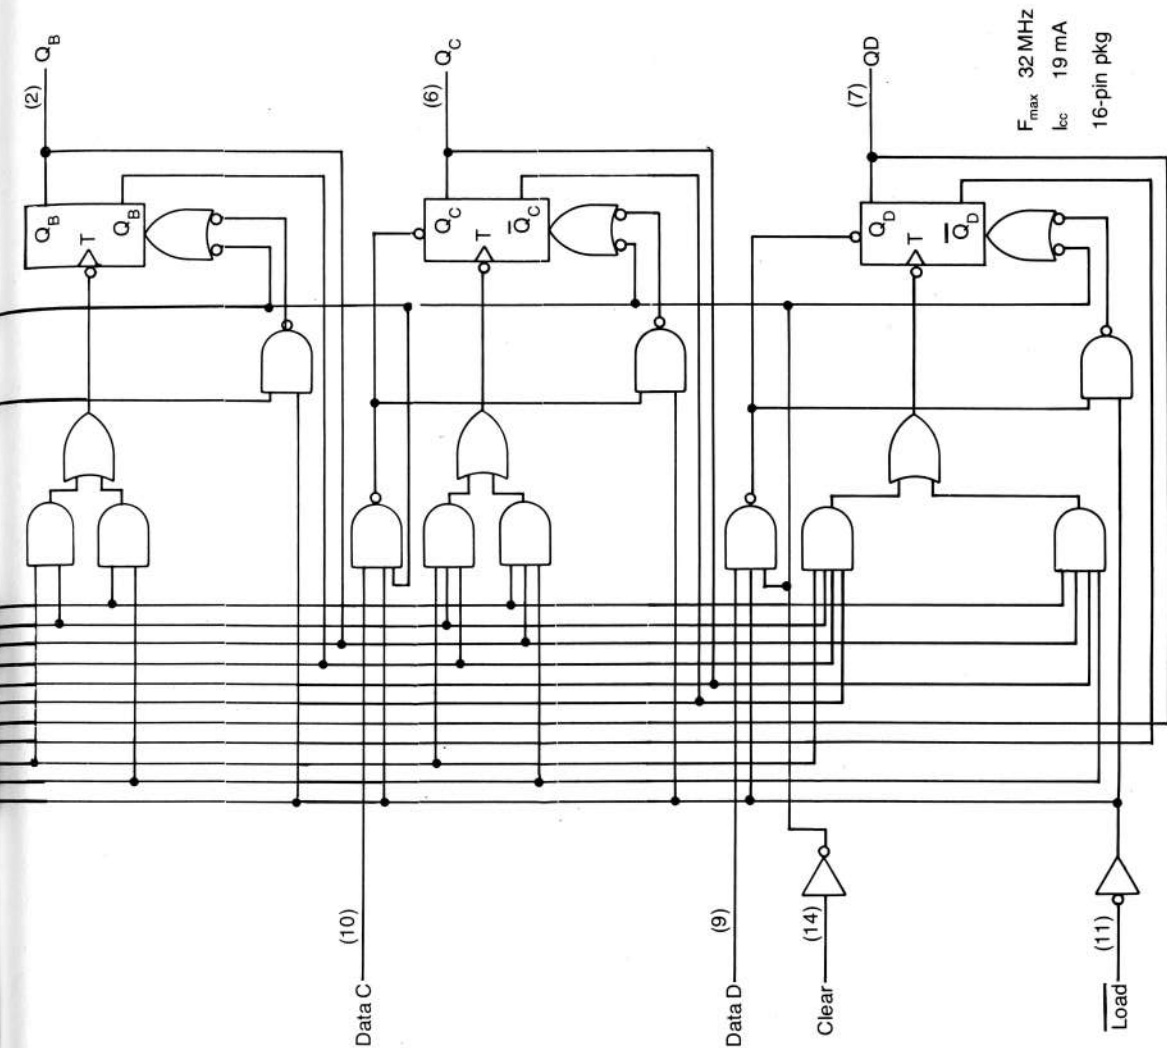 (2) Q_B
Q_B
T
Q_B
(6) Q_C
Q_C
T
Q̅_C
(7) QD
Q_D
T
Q̅_D
F_max 32 MHz
I_cc 19 mA
16-pin pkg
Data C (10)
Data D (9)
Clear (14)
L̅o̅a̅d̅ (11)